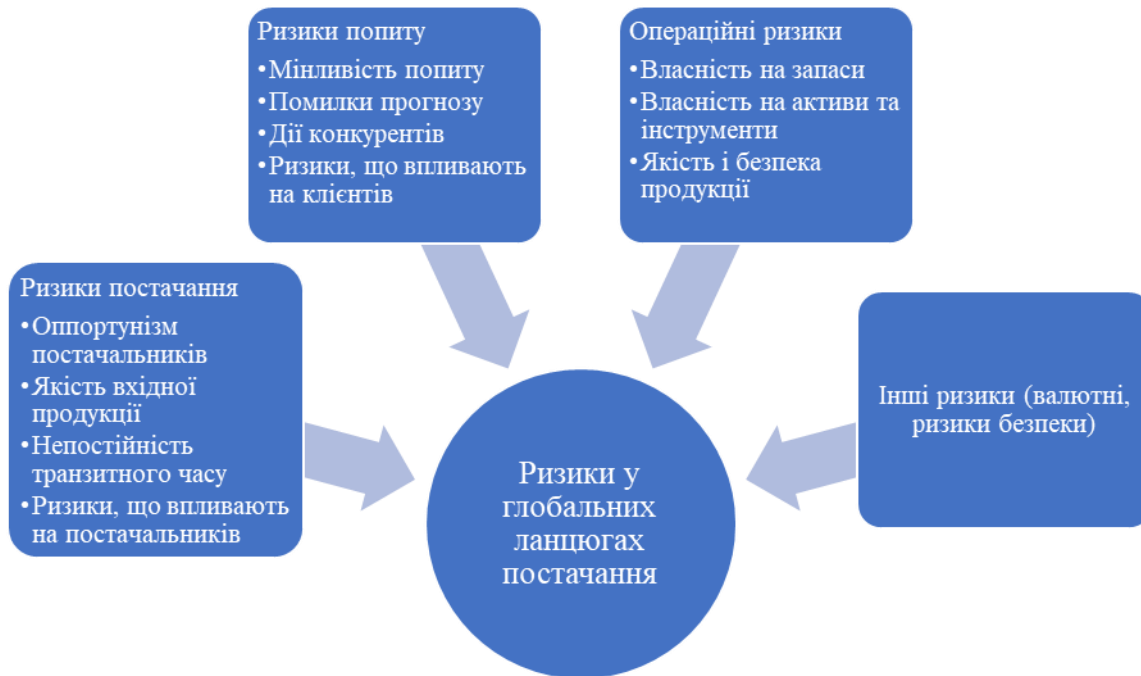 Ризики попиту
•Мінливість попиту
•Помилки прогнозу
•Дії конкурентів
•Ризики, що впливають
на клієнтів
Операційні ризики
•Власність на запаси
•Власність на активи та
інструменти
•Якість і безпека
продукції
Ризики постачання
•Оппортунізм
постачальників
•Якість вхідної
продукції
•Непостійність
транзитного часу
•Ризики, що впливають
на постачальників
Інші ризики (валютні,
ризики безпеки)
Ризики у
глобальних
ланцюгах
постачання